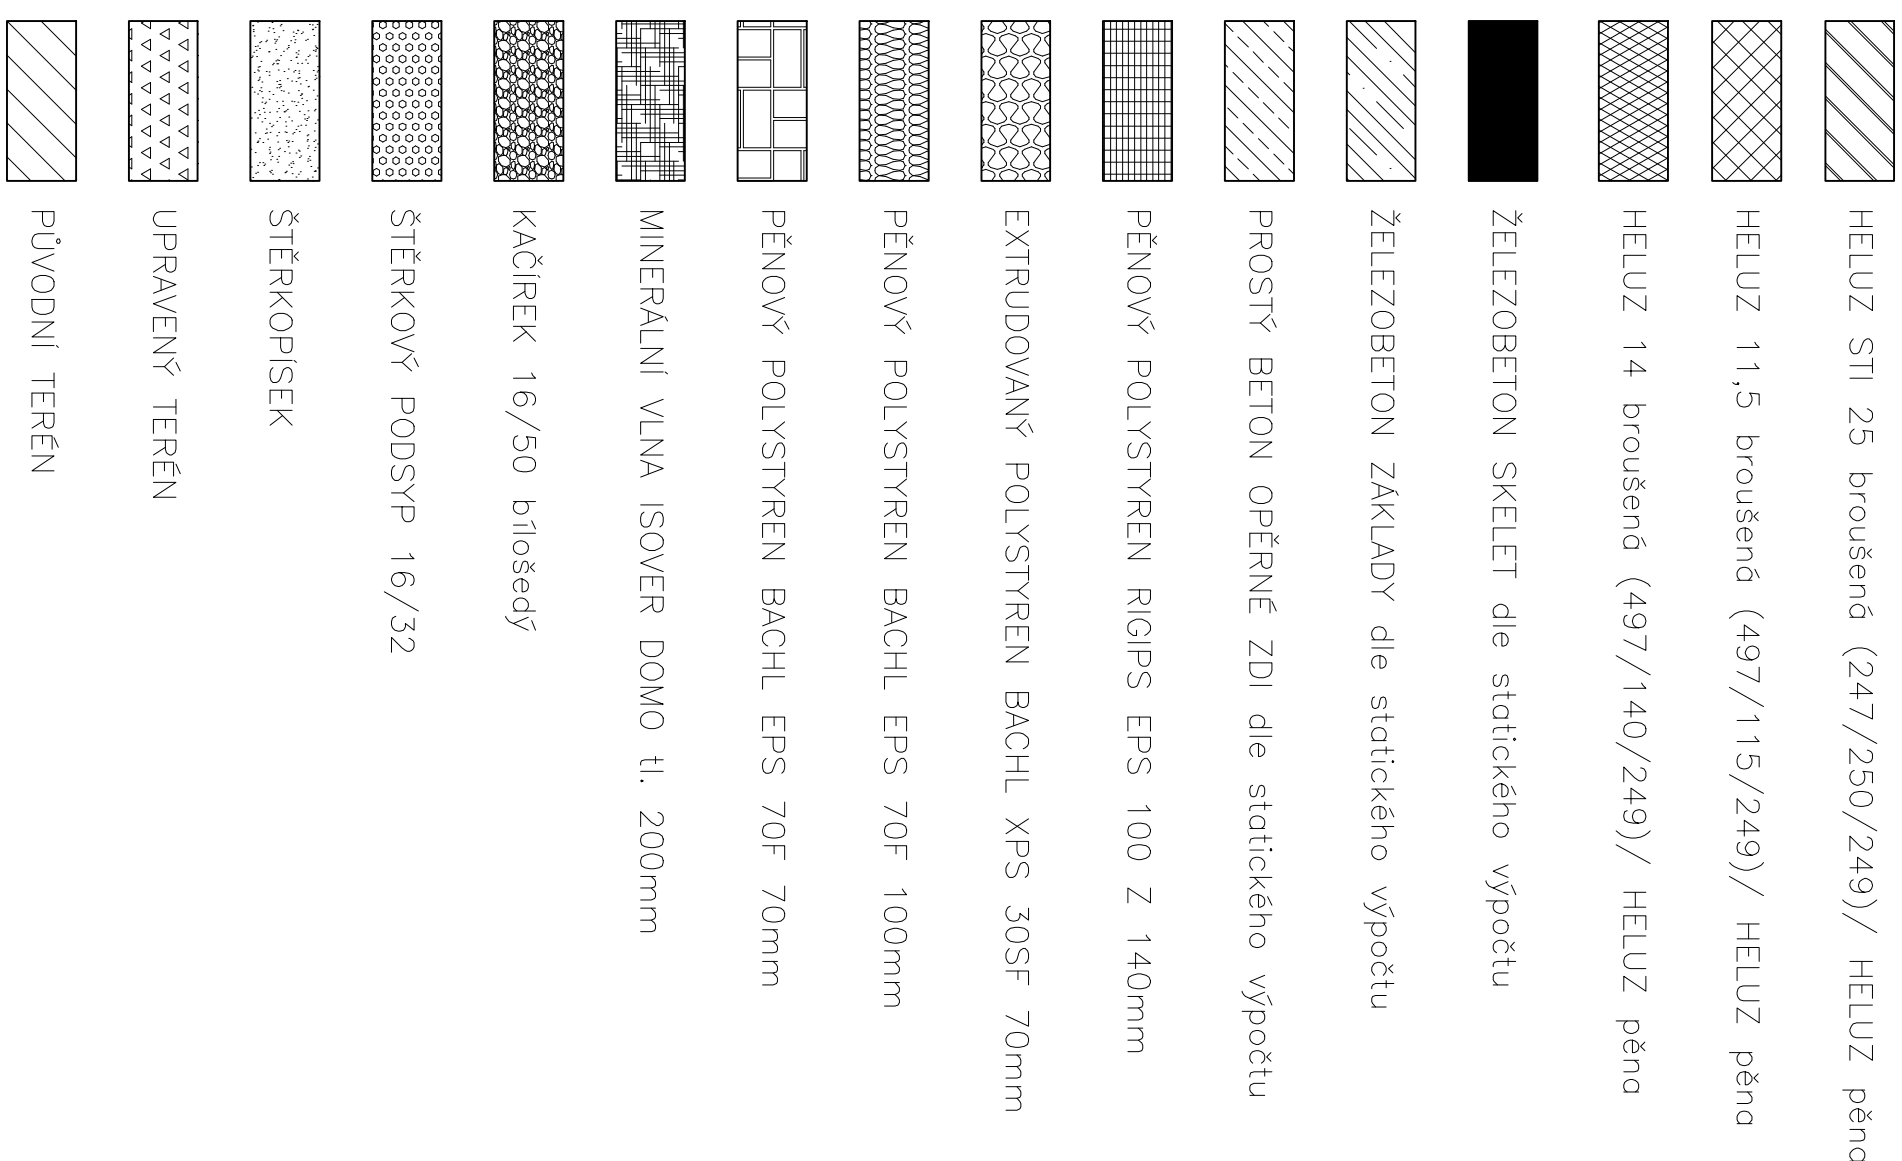 HELUZ STI 25 broušená (247/250/249)/ HELUZ pěna
HELUZ 11,5 broušená (497/115/249)/ HELUZ pěna
HELUZ 14 broušená (497/140/249)/ HELUZ pěna
ŽELEZOBETON SKELET dle statického výpočtu
ŽELEZOBETON ZÁKLADY dle statického výpočtu
PROSTÝ BETON OPĚRNÉ ZDI dle statického výpočtu
PĚNOVÝ POLYSTYREN RIGIPS EPS 100 Z 140mm
EXTRUDOVANÝ POLYSTYREN BACHL XPS 30SF 70mm
PĚNOVÝ POLYSTYREN BACHL EPS 70F 100mm
PĚNOVÝ POLYSTYREN BACHL EPS 70F 70mm
MINERÁLNÍ VLNA ISOVER DOMO tl. 200mm
KAČÍREK 16/50 bílošedý
ŠTĚRKOVÝ PODSYP 16/32
ŠTĚRKOPÍSEK
UPRAVENÝ TERÉN
PŮVODNÍ TERÉN